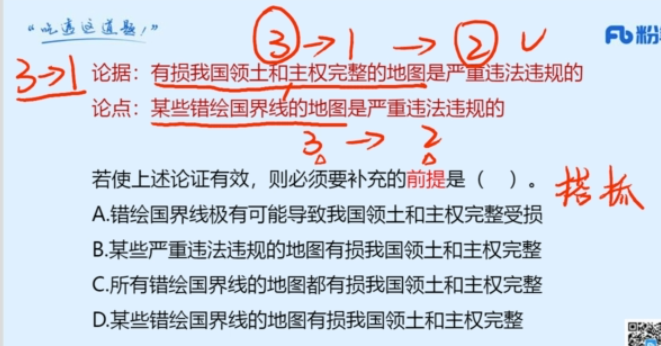 “吃透这道题！”
③→1→② √
粉
3→1
论据：有损我国领土和主权完整的地图是严重违法违规的
论点：某些错绘国界线的地图是严重违法违规的
3→2
若使上述论证有效，则必须要补充的前提是（ ）。
搭桥
A.错绘国界线极有可能导致我国领土和主权完整受损
B.某些严重违法违规的地图有损我国领土和主权完整
C.所有错绘国界线的地图都有损我国领土和主权完整
D.某些错绘国界线的地图有损我国领土和主权完整